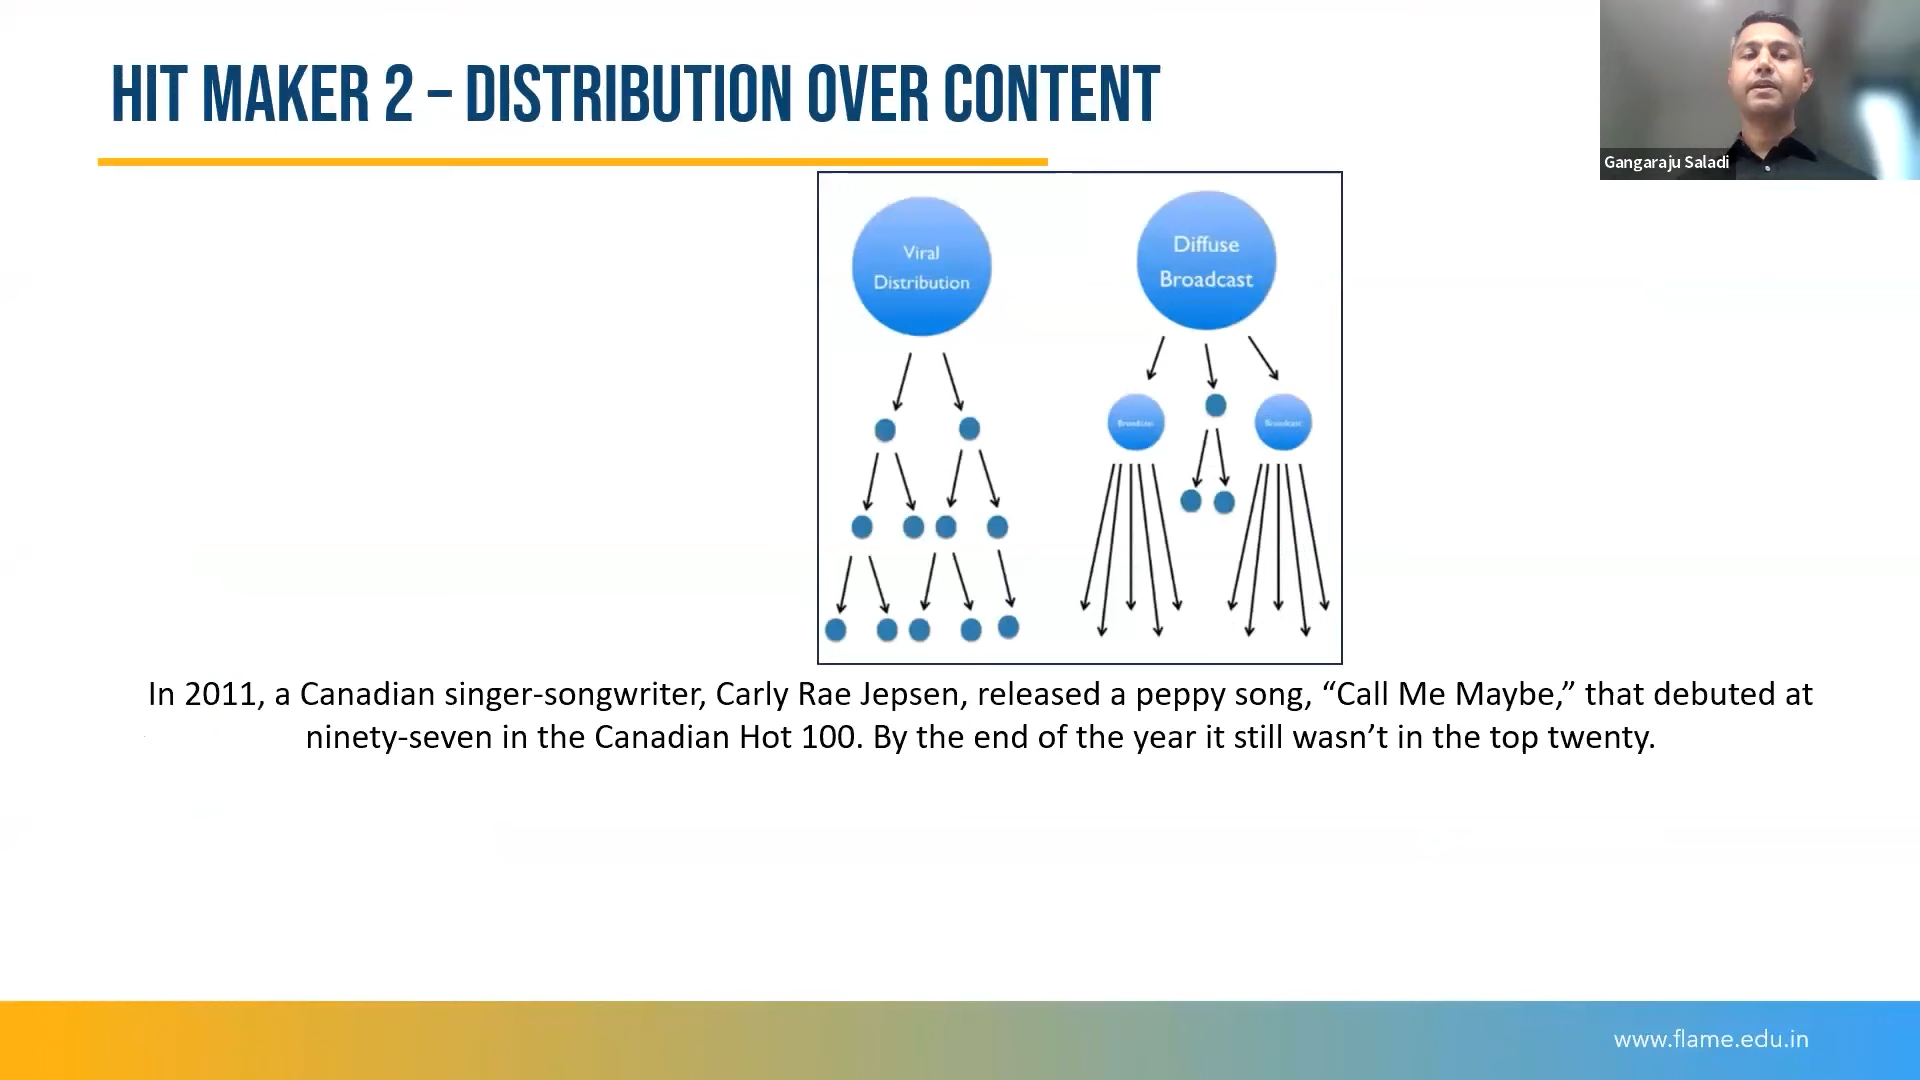 HIT MAKER 2 – DISTRIBUTION OVER CONTENT
Gangaraju Saladi
Viral
Distribution
Diffuse
Broadcast
Broadcast
Broadcast
In 2011, a Canadian singer-songwriter, Carly Rae Jepsen, released a peppy song, “Call Me Maybe,” that debuted at
ninety-seven in the Canadian Hot 100. By the end of the year it still wasn’t in the top twenty.
www.flame.edu.in